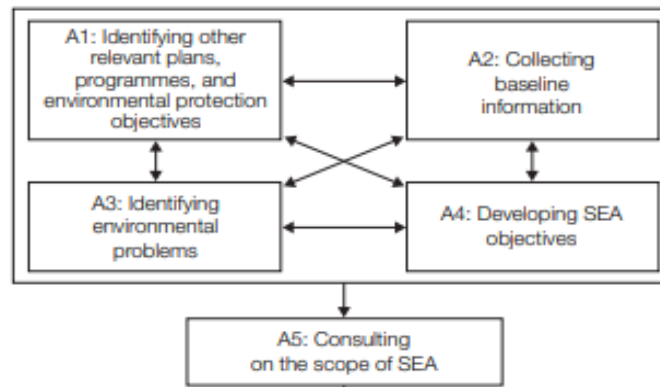 A1: Identifying other
relevant plans,
programmes, and
environmental protection
objectives
A2: Collecting
baseline
information
A3: Identifying
environmental
problems
A4: Developing SEA
objectives
A5: Consulting
on the scope of SEA